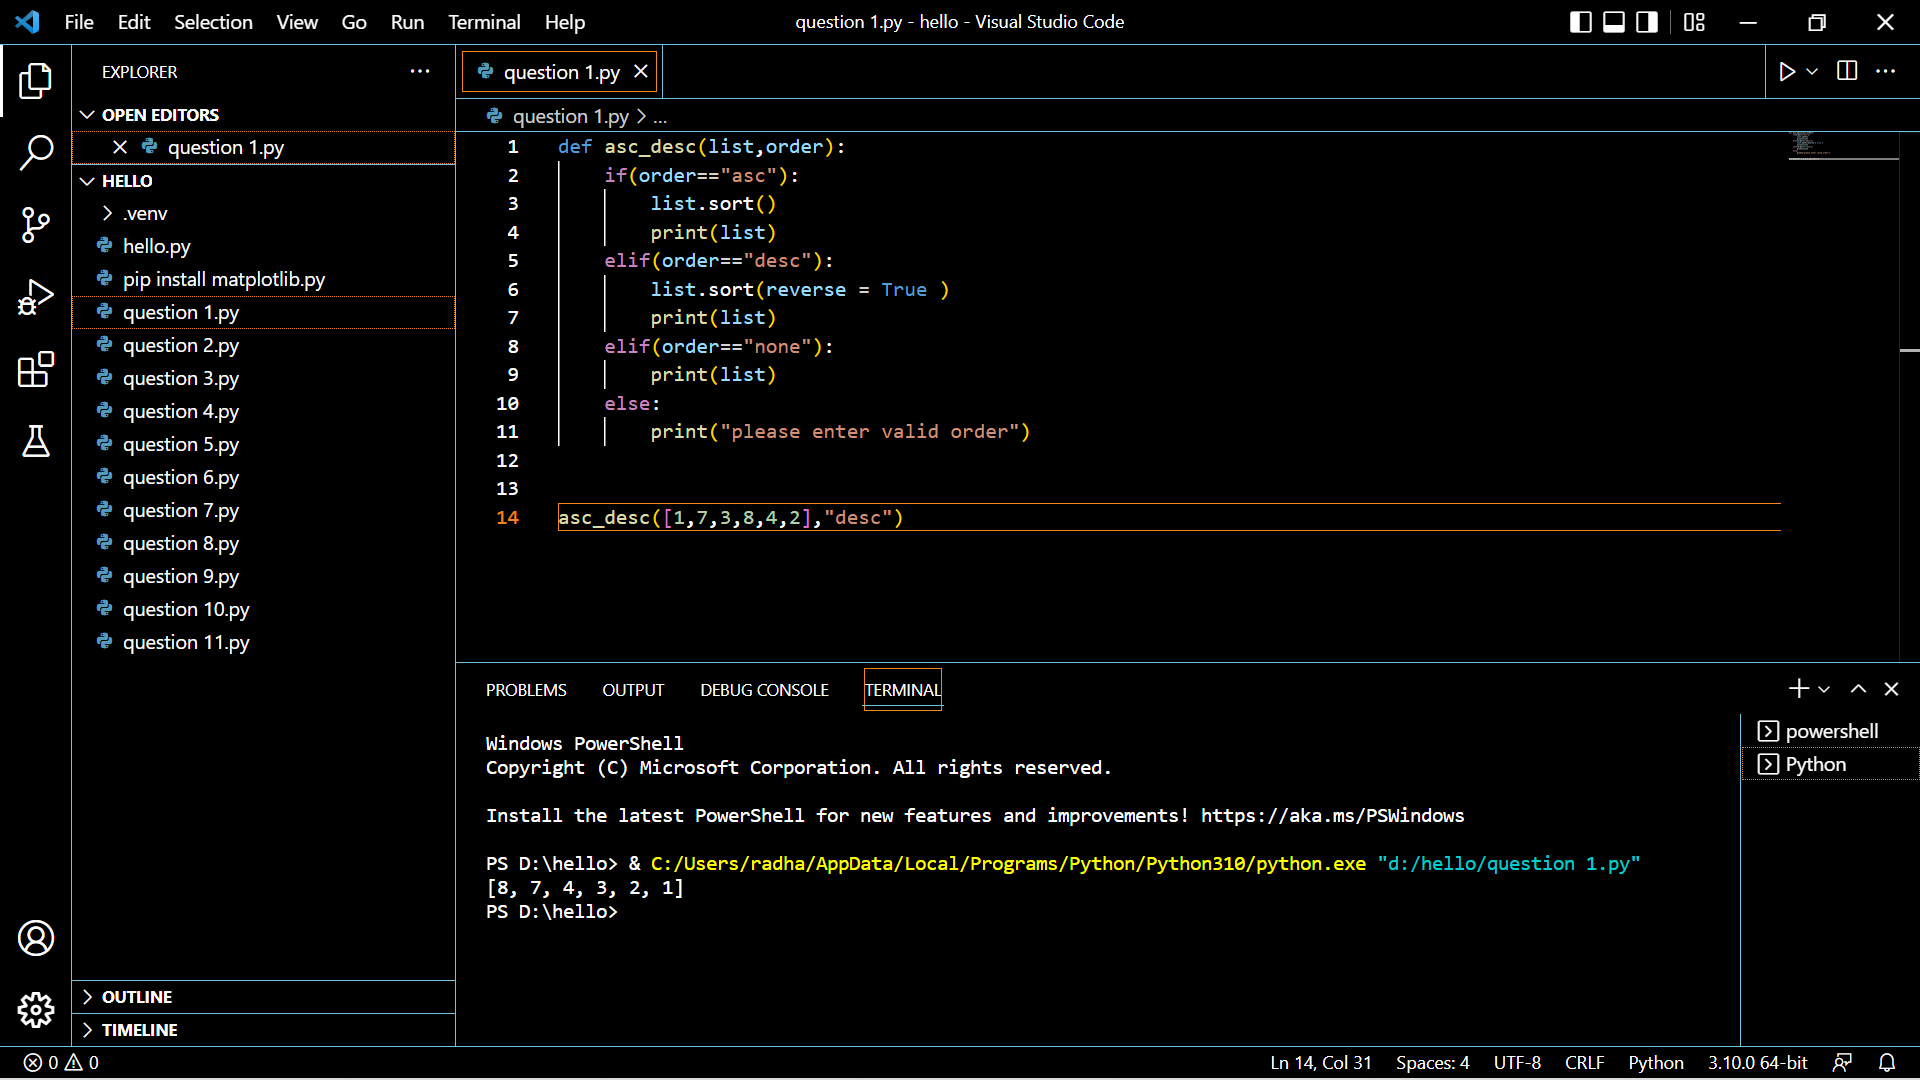 File Edit Selection View Go Run Terminal Help
question 1.py - hello - Visual Studio Code
EXPLORER
OPEN EDITORS
question 1.py
HELLO
.venv
hello.py
pip install matplotlib.py
question 1.py
question 2.py
question 3.py
question 4.py
question 5.py
question 6.py
question 7.py
question 8.py
question 9.py
question 10.py
question 11.py
OUTLINE
TIMELINE
question 1.py
question 1.py > ...
1 def asc_desc(list,order):
2     if(order=="asc"):
3         list.sort()
4         print(list)
5     elif(order=="desc"):
6         list.sort(reverse = True )
7         print(list)
8     elif(order=="none"):
9         print(list)
10     else:
11         print("please enter valid order")
12
13
14 asc_desc([1,7,3,8,4,2],"desc")
PROBLEMS OUTPUT DEBUG CONSOLE TERMINAL
Windows PowerShell
Copyright (C) Microsoft Corporation. All rights reserved.
Install the latest PowerShell for new features and improvements! https://aka.ms/PSWindows
PS D:\hello> & C:/Users/radha/AppData/Local/Programs/Python/Python310/python.exe "d:/hello/question 1.py"
[8, 7, 4, 3, 2, 1]
PS D:\hello>
powershell
Python
0 0
Ln 14, Col 31 Spaces: 4 UTF-8 CRLF Python 3.10.0 64-bit